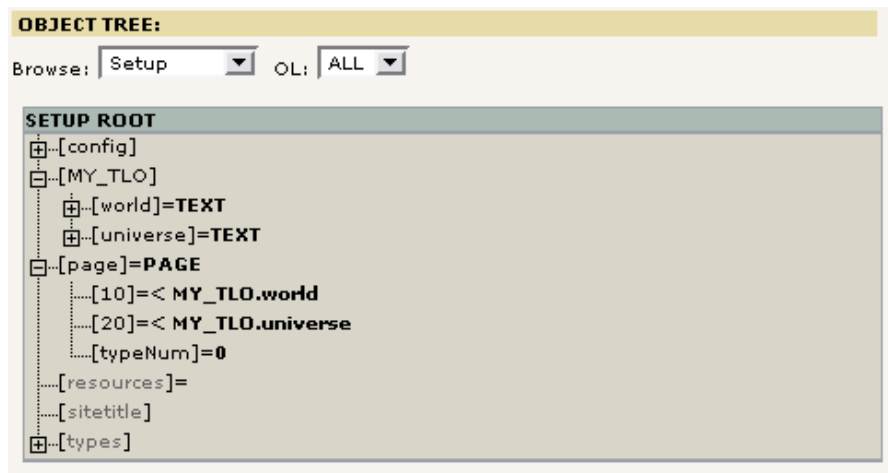 OBJECT TREE:
Browse: Setup OL: ALL
SETUP ROOT
[config]
[MY_TLO]
[world]=TEXT
[universe]=TEXT
[page]=PAGE
[10]=< MY_TLO.world
[20]=< MY_TLO.universe
[typeNum]=0
[resources]=
[sitetitle]
[types]